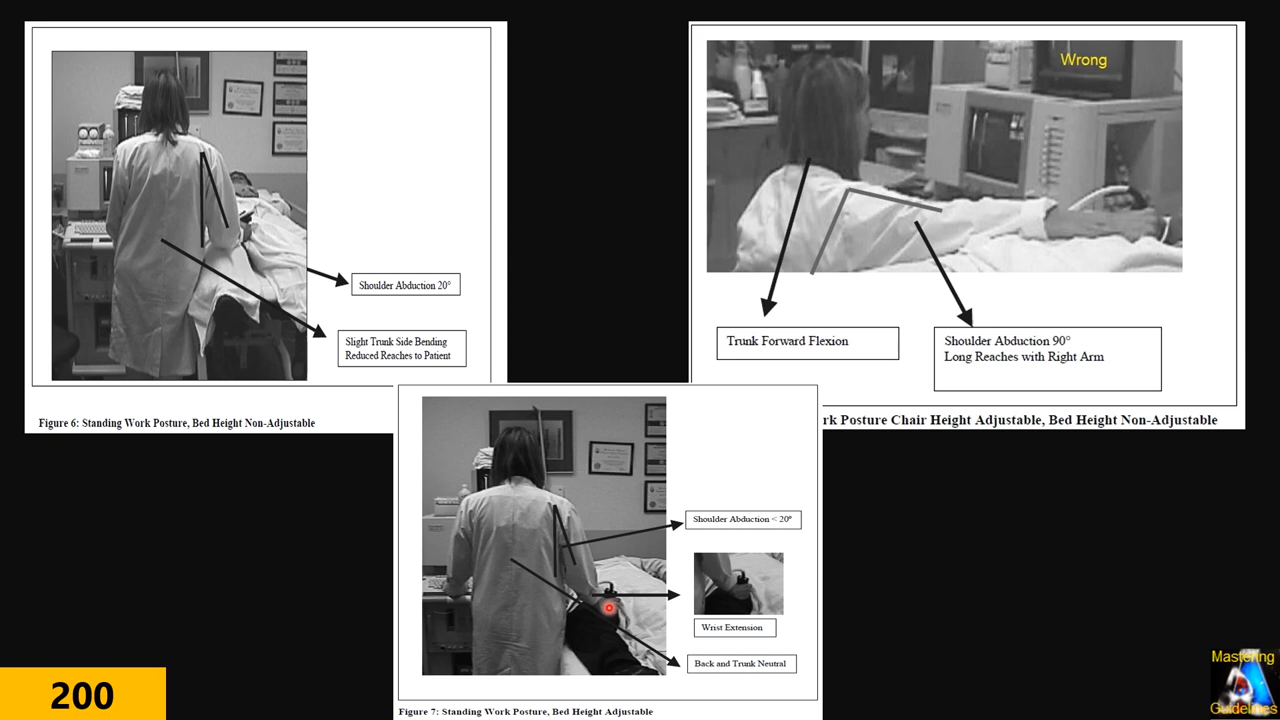 Shoulder Abduction 20°
Slight Trunk Side Bending
Reduced Reaches to Patient
Figure 6: Standing Work Posture, Bed Height Non-Adjustable
Wrong
Trunk Forward Flexion
Shoulder Abduction 90°
Long Reaches with Right Arm
rk Posture Chair Height Adjustable, Bed Height Non-Adjustable
Shoulder Abduction < 20°
Wrist Extension
Back and Trunk Neutral
Figure 7: Standing Work Posture, Bed Height Adjustable
200
Mastering
Guidelines